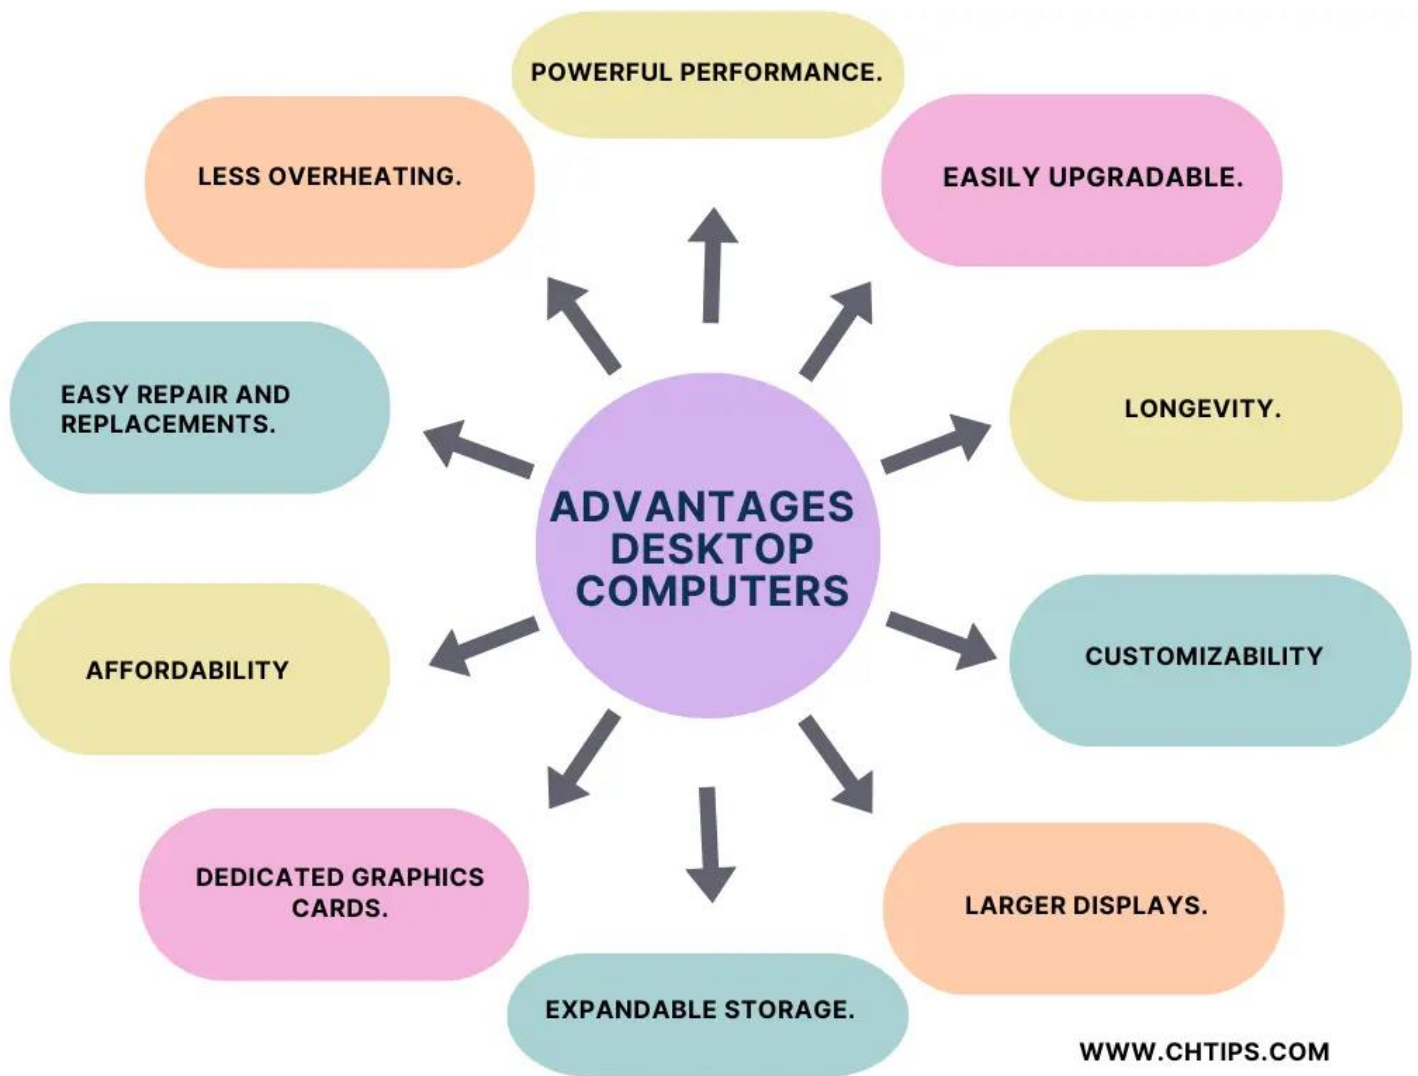 POWERFUL PERFORMANCE.
LESS OVERHEATING.
EASILY UPGRADABLE.
EASY REPAIR AND
REPLACEMENTS.
LONGEVITY.
ADVANTAGES
DESKTOP
COMPUTERS
AFFORDABILITY
CUSTOMIZABILITY
DEDICATED GRAPHICS
CARDS.
LARGER DISPLAYS.
EXPANDABLE STORAGE.
WWW.CHTIPS.COM